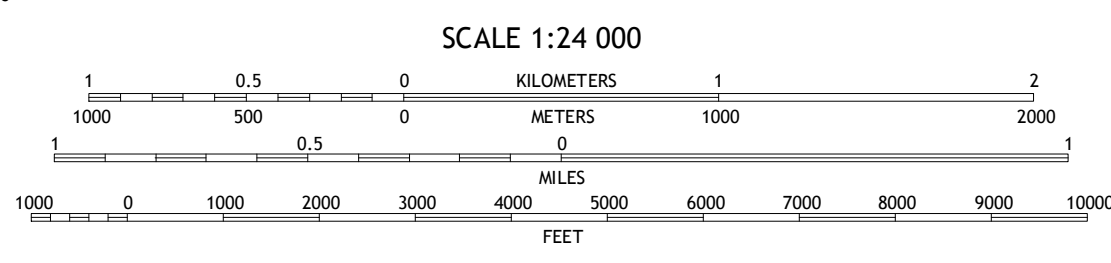 SCALE 1:24 000
1 0.5 0 KILOMETERS 1 2
1000 500 0 METERS 1000 2000
1 0.5 0 1
MILES
1000 0 1000 2000 3000 4000 5000 6000 7000 8000 9000 10000
FEET